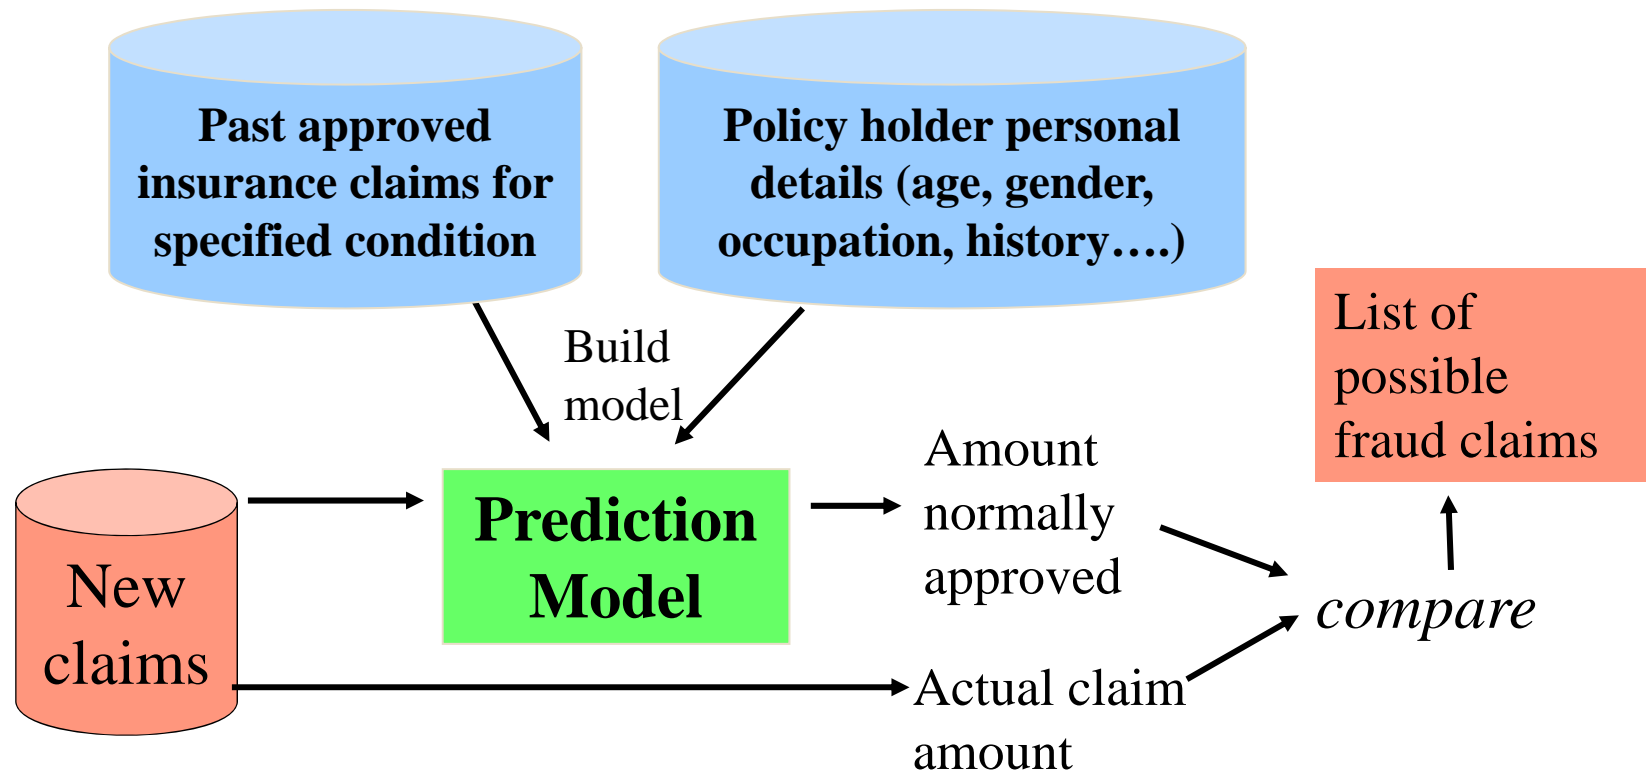 Past approved
insurance claims for
specified condition
Policy holder personal
details (age, gender,
occupation, history….)
Build
model
List of
possible
fraud claims
New
claims
Prediction
Model
Amount
normally
approved
compare
Actual claim
amount